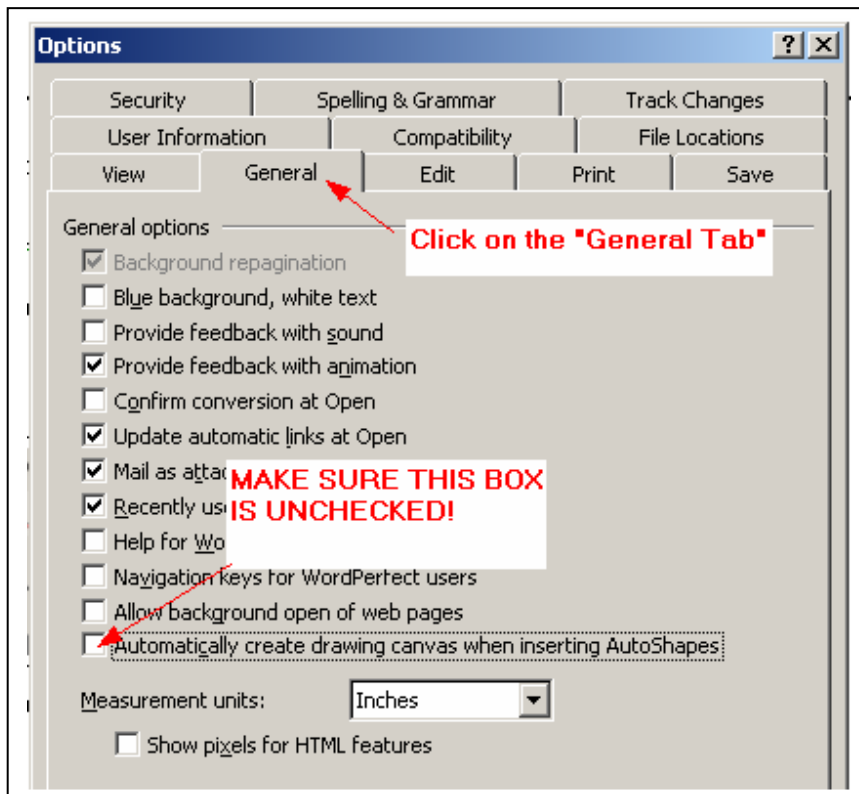 Options
Security Spelling & Grammar Track Changes
User Information Compatibility File Locations
View General Edit Print Save
Click on the "General Tab"
General options
Background repagination
Blue background, white text
Provide feedback with sound
Provide feedback with animation
Confirm conversion at Open
Update automatic links at Open
Mail as
MAKE SURE THIS BOX
IS UNCHECKED!
Recently
Help for
Navigation keys for WordPerfect users
Allow background open of web pages
Automatically create drawing canvas when inserting AutoShapes
Measurement units: Inches
Show pixels for HTML features